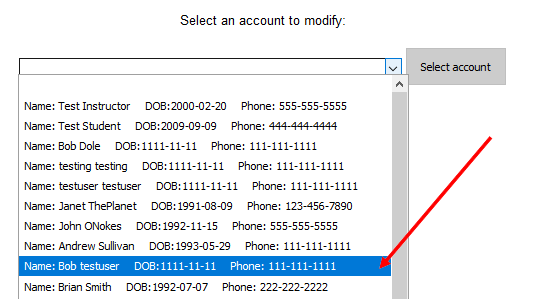 Select an account to modify:
Select account
Name: Test Instructor DOB:2000-02-20 Phone: 555-555-5555
Name: Test Student DOB:2009-09-09 Phone: 444-444-4444
Name: Bob Dole DOB:1111-11-11 Phone: 111-111-1111
Name: testing testing DOB:1111-11-11 Phone: 111-111-1111
Name: testuser testuser DOB:1111-11-11 Phone: 111-111-1111
Name: Janet ThePlanet DOB:1991-08-09 Phone: 123-456-7890
Name: John ONokes DOB:1992-11-15 Phone: 555-555-5555
Name: Andrew Sullivan DOB:1993-05-29 Phone: 111-111-1111
Name: Bob testuser DOB:1111-11-11 Phone: 111-111-1111
Name: Brian Smith DOB:1992-07-07 Phone: 222-222-2222